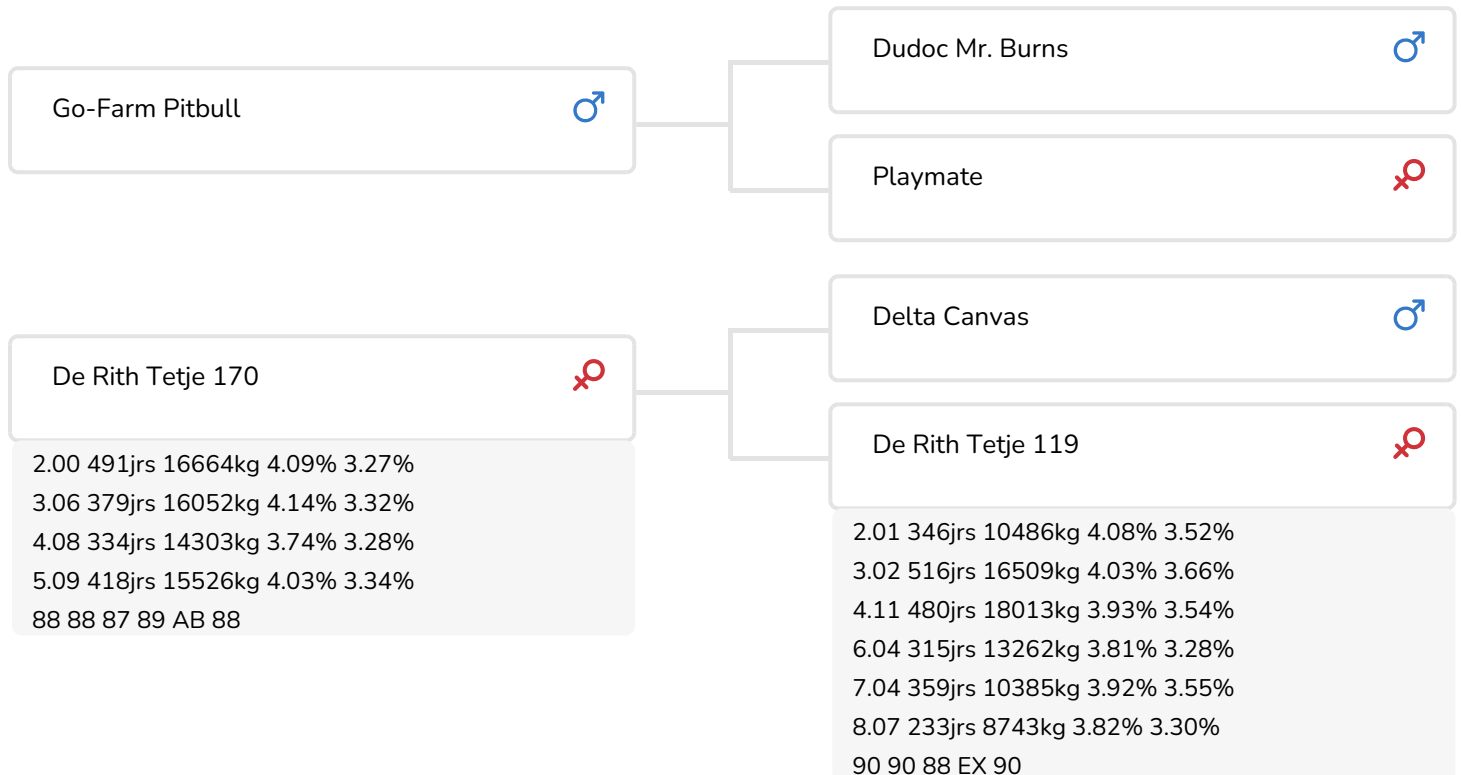 Go-Farm Pitbull
Dudoc Mr. Burns
Playmate
De Rith Tetje 170
2.00 491jrs 16664kg 4.09% 3.27%
3.06 379jrs 16052kg 4.14% 3.32%
4.08 334jrs 14303kg 3.74% 3.28%
5.09 418jrs 15526kg 4.03% 3.34%
88 88 87 89 AB 88
Delta Canvas
De Rith Tetje 119
2.01 346jrs 10486kg 4.08% 3.52%
3.02 516jrs 16509kg 4.03% 3.66%
4.11 480jrs 18013kg 3.93% 3.54%
6.04 315jrs 13262kg 3.81% 3.28%
7.04 359jrs 10385kg 3.92% 3.55%
8.07 233jrs 8743kg 3.82% 3.30%
90 90 88 EX 90